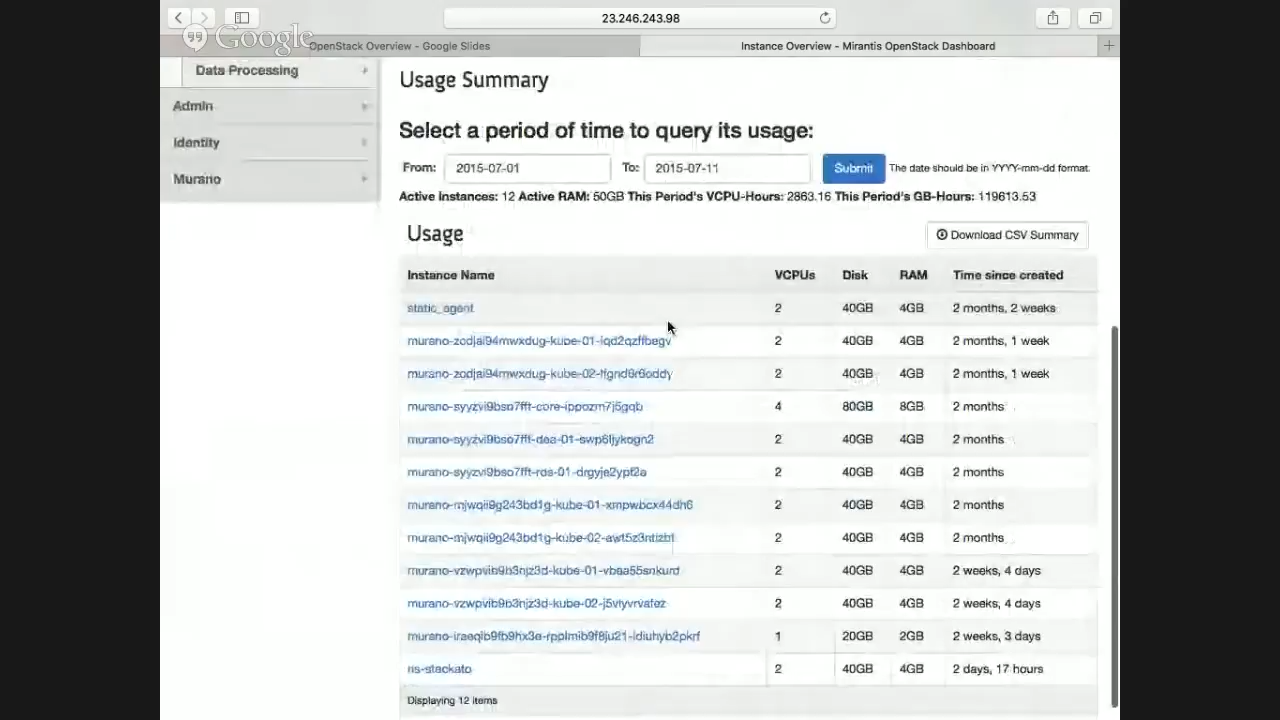 23.246.243.98
Google
OpenStack Overview - Google Slides
Instance Overview - Mirantis OpenStack Dashboard
Data Processing
Admin
Identity
Murano
Usage Summary
Select a period of time to query its usage:
From: 2015-07-01 To: 2015-07-11 Submit The date should be in YYYY-mm-dd format.
Active Instances: 12 Active RAM: 50GB This Period's VCPU-Hours: 2863.16 This Period's GB-Hours: 119613.53
Usage
Download CSV Summary
Instance Name VCPUs Disk RAM Time since created
static_agent 2 40GB 4GB 2 months, 2 weeks
2 40GB 4GB 2 months, 1 week
2 40GB 4GB 2 months, 1 week
4 80GB 8GB 2 months
2 40GB 4GB 2 months
2 40GB 4GB 2 months
2 40GB 4GB 2 months
2 40GB 4GB 2 months
2 40GB 4GB 2 weeks, 4 days
2 40GB 4GB 2 weeks, 4 days
1 20GB 2GB 2 weeks, 3 days
ns-stackato 2 40GB 4GB 2 days, 17 hours
Displaying 12 items